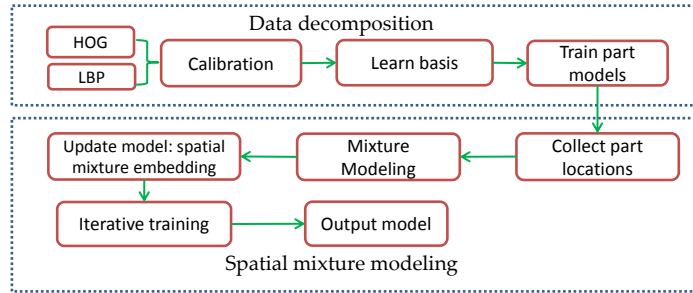 Data decomposition
HOG
LBP
Calibration
Learn basis
Train part
models
Update model: spatial
mixture embedding
Mixture
Modeling
Collect part
locations
Iterative training
Output model
Spatial mixture modeling